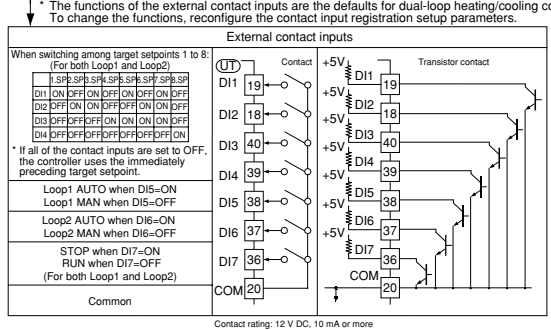 * The functions of the external contact inputs are the defaults for dual-loop heating/cooling co
To change the functions, reconfigure the contact input registration setup parameters.
External contact inputs
When switching among target setpoints 1 to 8:
(For both Loop1 and Loop2)
1.SP 2.SP 3.SP 4.SP 5.SP 6.SP 7.SP 8.SP
DI1 ON OFF ON OFF ON OFF ON OFF
DI2 OFF ON ON OFF OFF ON ON OFF
DI3 OFF OFF OFF ON ON ON ON OFF
DI4 OFF OFF OFF OFF OFF OFF OFF ON
* If all of the contact inputs are set to OFF,
the controller uses the immediately
preceding target setpoint.
Loop1 AUTO when DI5=ON
Loop1 MAN when DI5=OFF
Loop2 AUTO when DI6=ON
Loop2 MAN when DI6=OFF
STOP when DI7=ON
RUN when DI7=OFF
(For both Loop1 and Loop2)
Common
UT Contact
DI1 19
DI2 18
DI3 40
DI4 39
DI5 38
DI6 37
DI7 36
COM 20
Transistor contact
+5V DI1 19
+5V DI2 18
+5V DI3 40
+5V DI4 39
+5V DI5 38
+5V DI6 37
+5V DI7 36
COM 20
Contact rating: 12 V DC, 10 mA or more